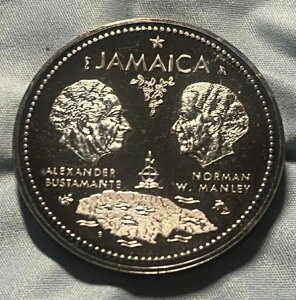 JAMAICA
ALEXANDER
BUSTAMANTE
NORMAN
W. MANLEY